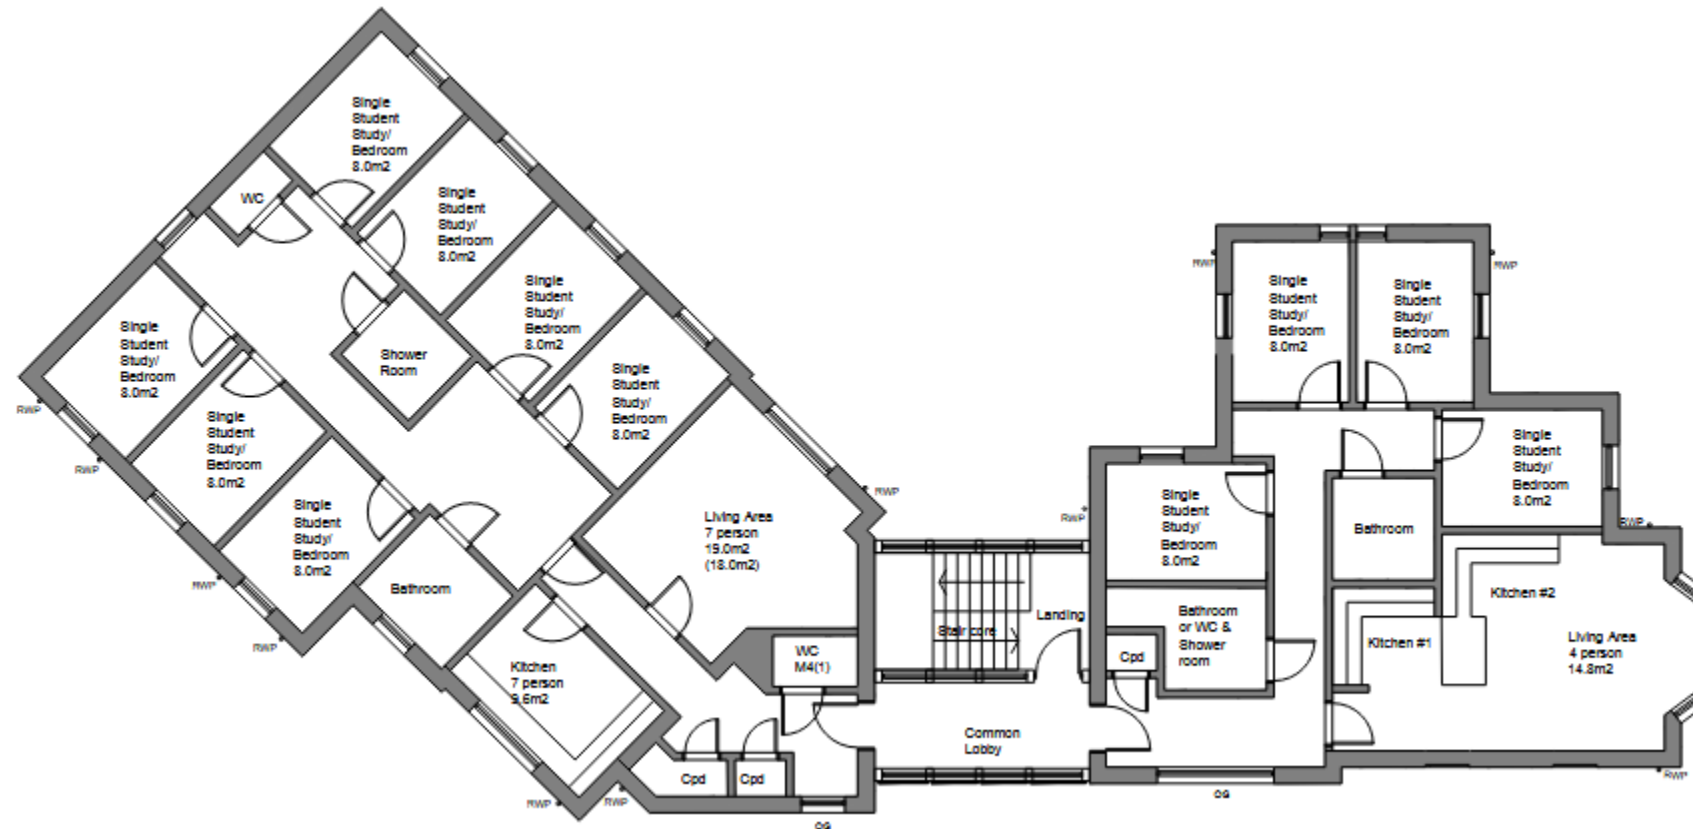 Single
Student
Study/
Bedroom
8.0m2
WC
Single
Student
Study/
Bedroom
8.0m2
Single
Student
Study/
Bedroom
8.0m2
Single
Student
Study/
Bedroom
8.0m2
Shower
Room
Single
Student
Study/
Bedroom
8.0m2
RWP
Single
Student
Study/
Bedroom
8.0m2
RWP
Single
Student
Study/
Bedroom
8.0m2
RWP
RWP
Bathroom
Living Area
7 person
19.0m2
(18.0m2)
RWP
Kitchen
7 person
9.6m2
WC
M4(1)
Cpd
Cpd
RWP
RWP
CG
Stair core
Landing
Common
Lobby
RWP
Single
Student
Study/
Bedroom
8.0m2
RWP
Single
Student
Study/
Bedroom
8.0m2
RWP
Single
Student
Study/
Bedroom
8.0m2
RWP
Single
Student
Study/
Bedroom
8.0m2
Bathroom
Bathroom
or WC &
Shower
room
Cpd
Kitchen #1
Kitchen #2
Living Area
4 person
14.8m2
RWP
CG